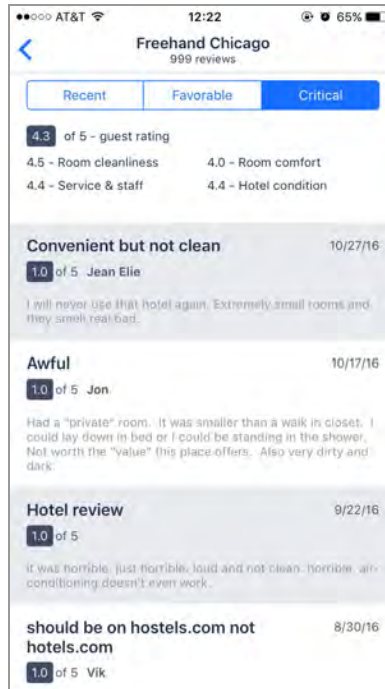 AT&T 12:22 65%
Freehand Chicago
999 reviews
Recent Favorable Critical
4.3 of 5 - guest rating
4.5 - Room cleanliness 4.0 - Room comfort
4.4 - Service & staff 4.4 - Hotel condition
Convenient but not clean 10/27/16
1.0 of 5 Jean Elie
I will never use that hotel again. Extremely small rooms and
they smell real bad.
Awful 10/17/16
1.0 of 5 Jon
Had a "private" room. It was smaller than a walk in closet. I
could lay down in bed or I could be standing in the shower.
Not worth the "value" this place offers. Also very dirty and
dark.
Hotel review 9/22/16
1.0 of 5
it was horrible. just horrible. loud and not clean. horrible. air-
conditioning doesn't even work.
should be on hostels.com not 8/30/16
hotels.com
1.0 of 5 Vik